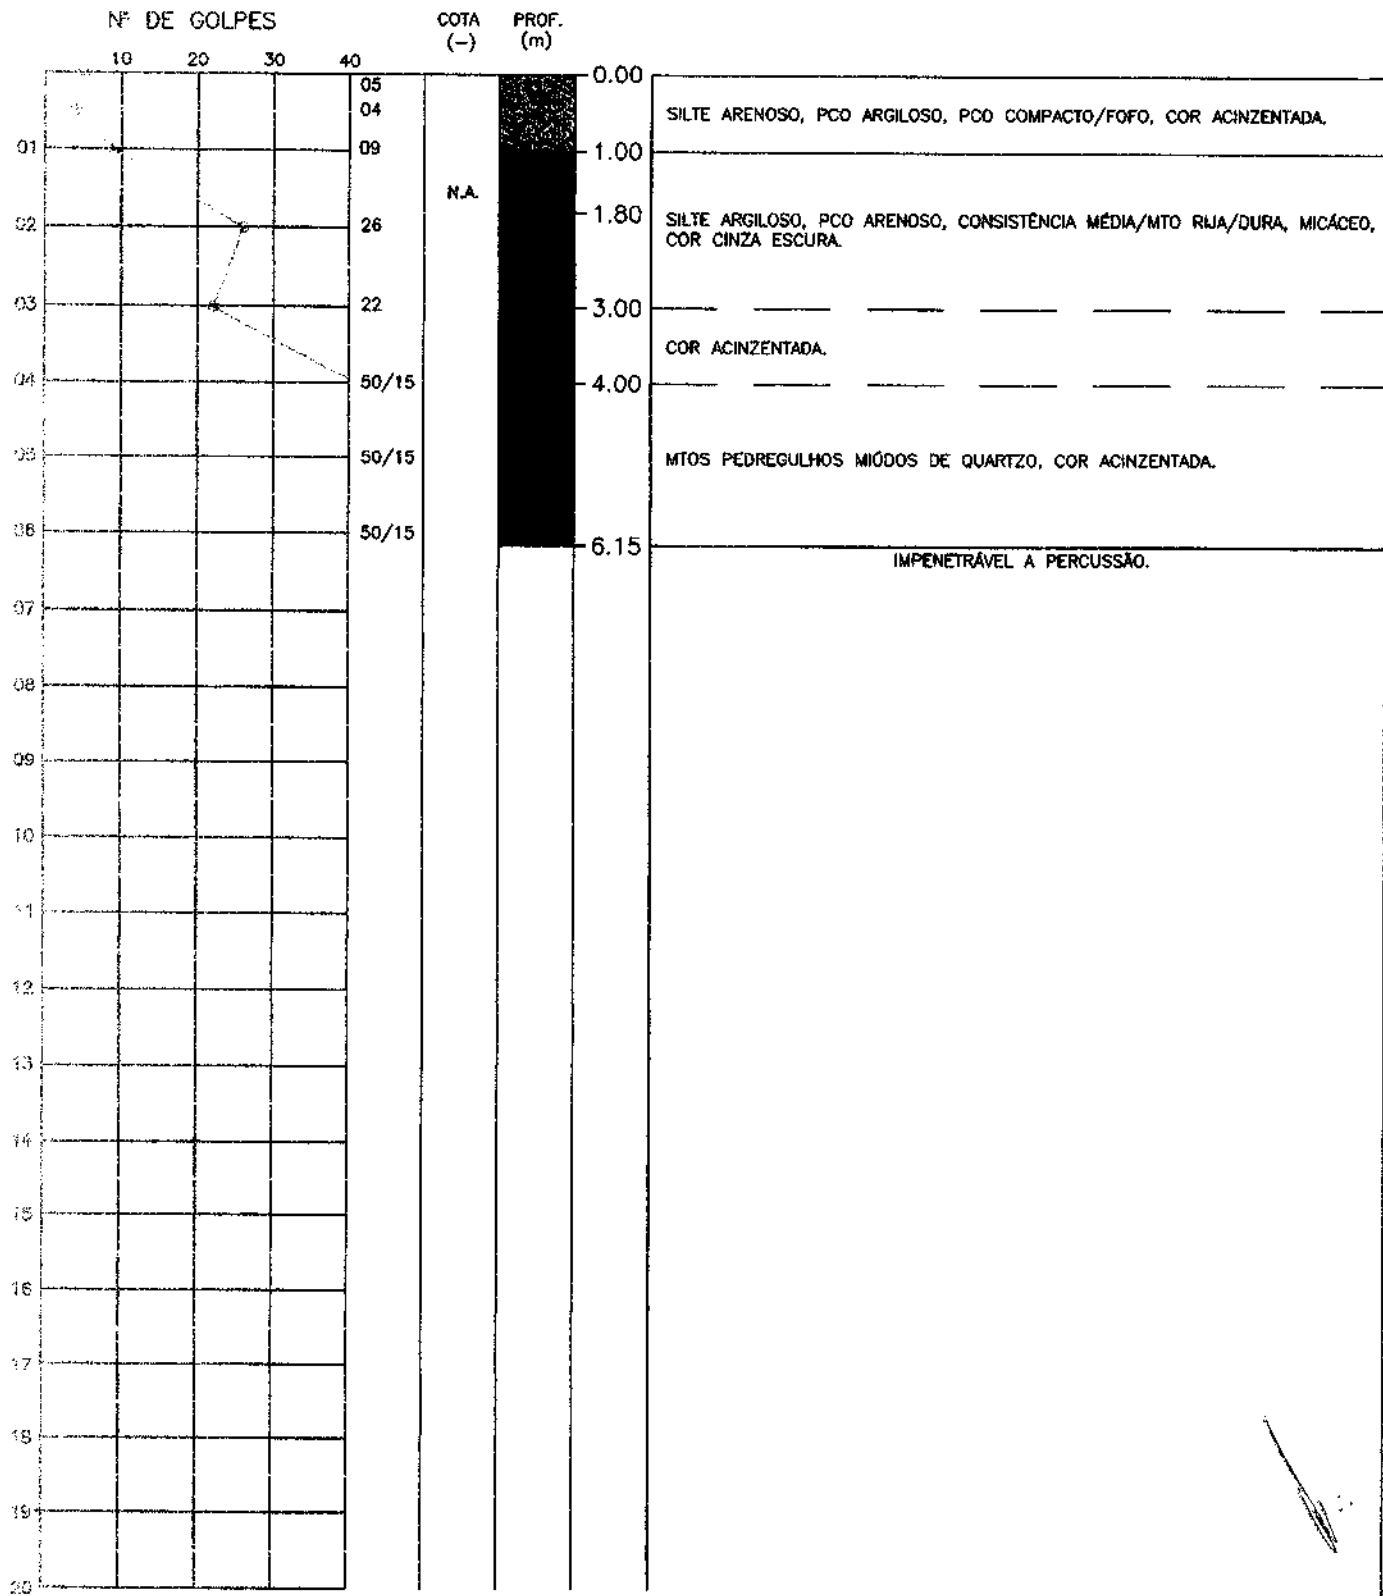 Nº DE GOLPES COTA PROF.
(-) (m)
10 20 30 40
05 0.00
04 SILTE ARENOSO, PCO ARGILOSO, PCO COMPACTO/FOFO, COR ACINZENTADA.
01 09 1.00
N.A. 1.80
02 26 SILTE ARGILOSO, PCO ARENOSO, CONSISTÊNCIA MÉDIA/MTO RIJA/DURA, MICÁCEO,
COR CINZA ESCURA.
03 22 3.00
COR ACINZENTADA.
04 50/15 4.00
05 50/15 MTOS PEDREGULHOS MIÓDOS DE QUARTZO, COR ACINZENTADA.
06 50/15 6.15
IMPENETRÁVEL A PERCUSSÃO.
07
08
09
10
11
12
13
14
15
16
17
18
19
20